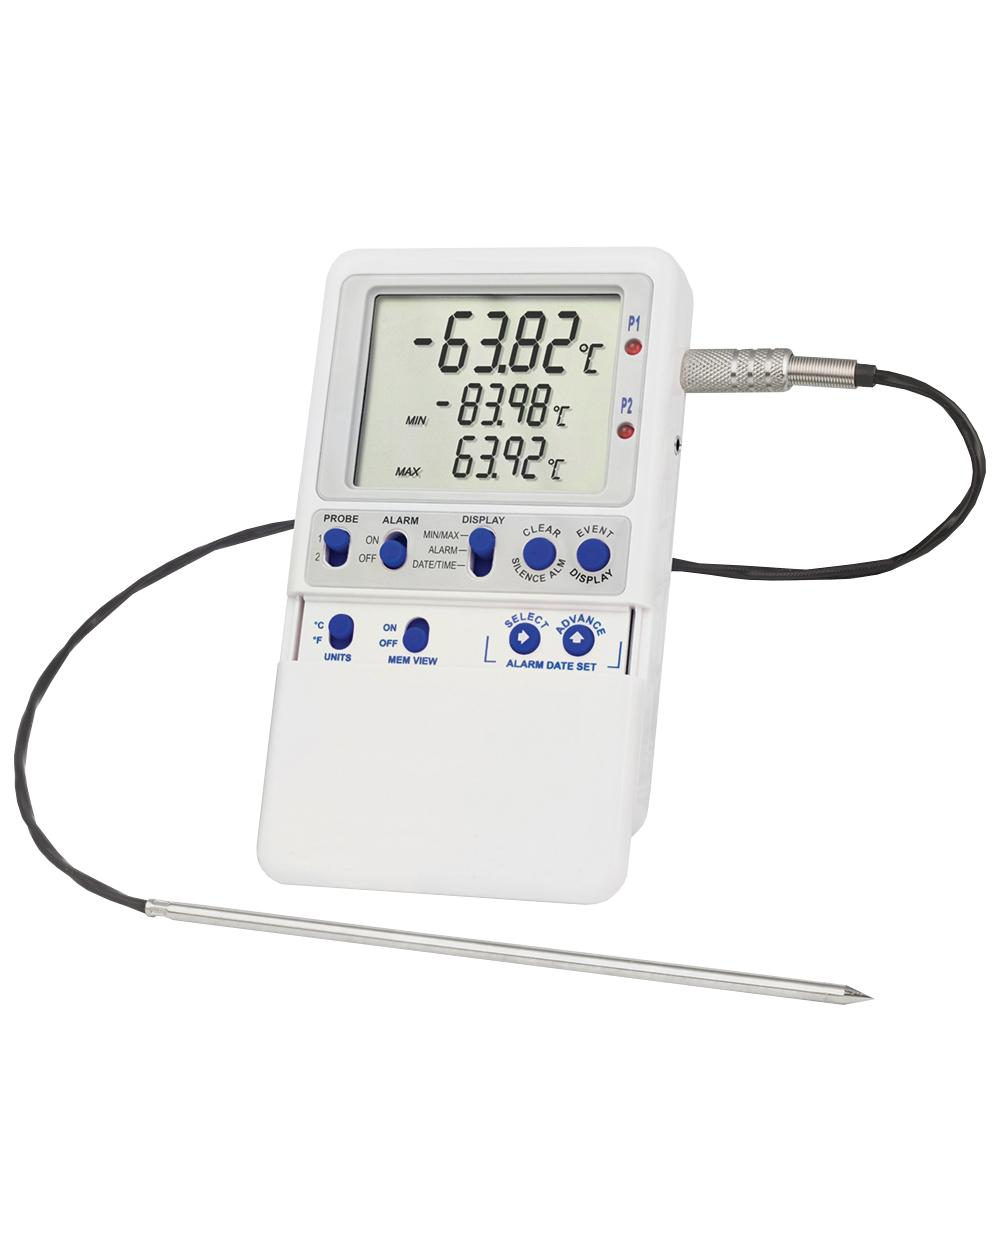 P1
-63.82 °C
P2
MIN -83.98 °C
MAX 63.92 °C
PROBE ALARM DISPLAY
1 ON MIN/MAX CLEAR EVENT
2 OFF ALARM SILENCE ALM DISPLAY
DATE/TIME
°C ON SELECT ADVANCE
°F OFF
UNITS MEM VIEW ALARM DATE SET